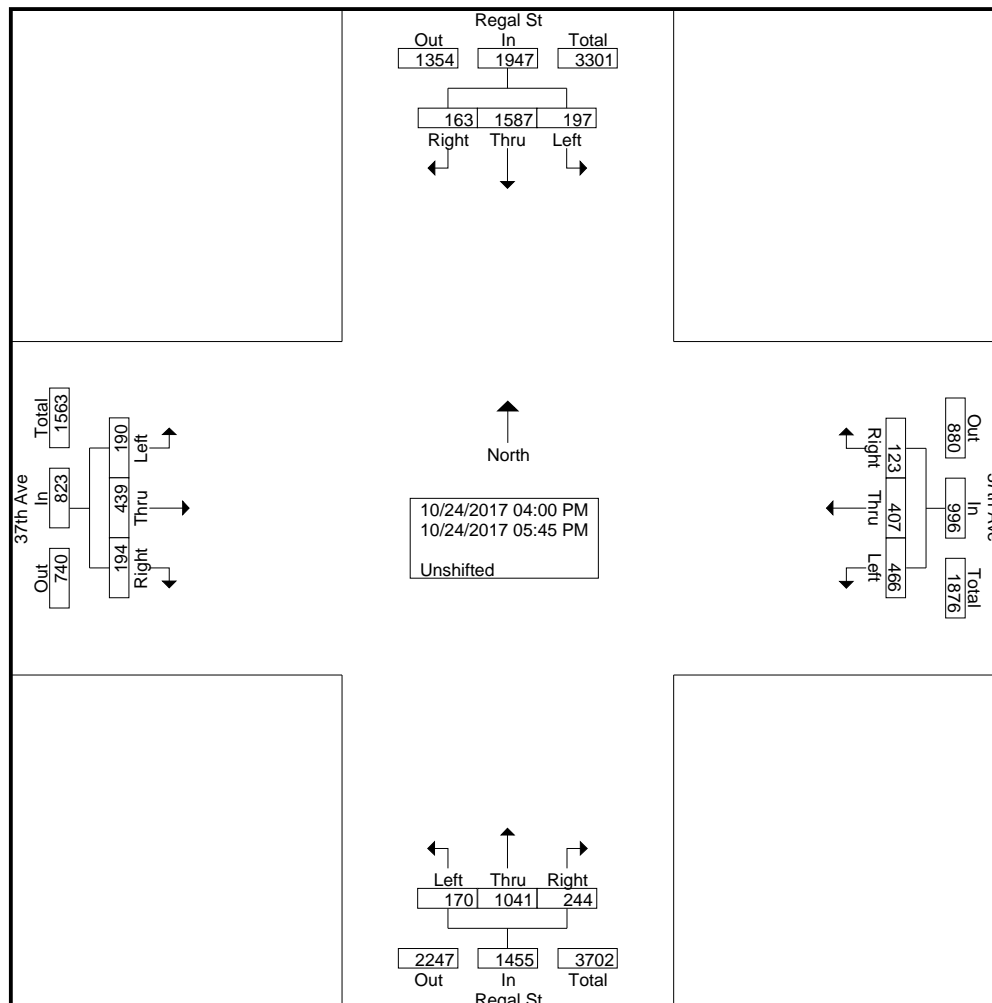 Regal St
Out In Total
1354 1947 3301
163 1587 197
Right Thru Left
37th Ave
Total In Out
1563 823 740
190 439 194
Left Thru Right
North
10/24/2017 04:00 PM
10/24/2017 05:45 PM
Unshifted
Out In Total
880 996 1876
123 407 466
Right Thru Left
Left Thru Right
170 1041 244
2247 1455 3702
Out In Total
Regal St